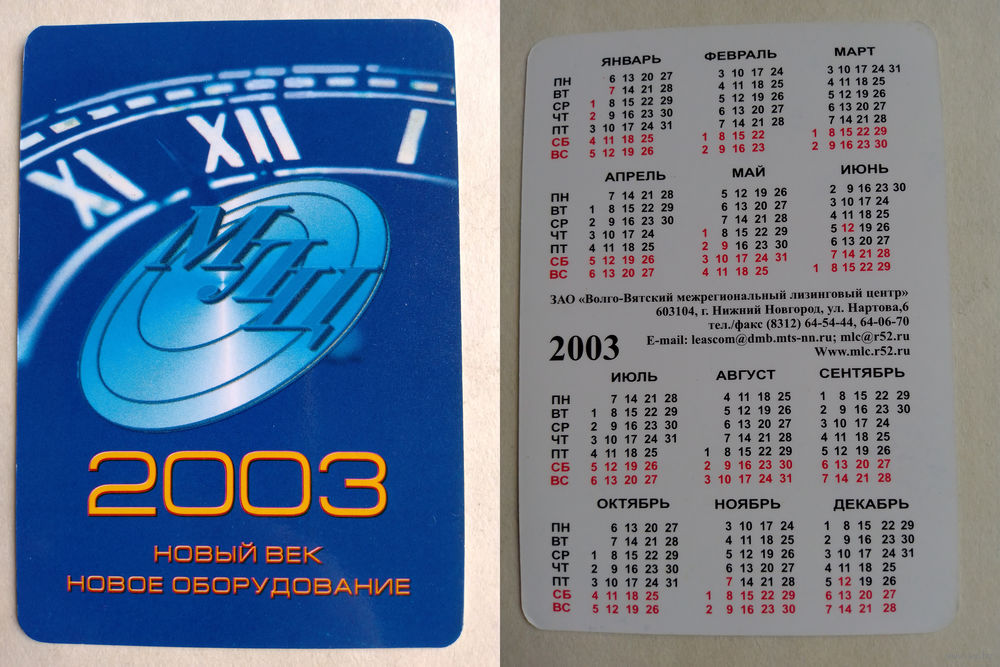 XI XII I
МЛЦ
2003
НОВЫЙ ВЕК
НОВОЕ ОБОРУДОВАНИЕ
ЯНВАРЬ ФЕВРАЛЬ МАРТ
ПН 6 13 20 27 3 10 17 24 3 10 17 24 31
ВТ 7 14 21 28 4 11 18 25 4 11 18 25
СР 1 8 15 22 29 5 12 19 26 5 12 19 26
ЧТ 2 9 16 23 30 6 13 20 27 6 13 20 27
ПТ 3 10 17 24 31 7 14 21 28 7 14 21 28
СБ 4 11 18 25 1 8 15 22 1 8 15 22 29
ВС 5 12 19 26 2 9 16 23 2 9 16 23 30
АПРЕЛЬ МАЙ ИЮНЬ
ПН 7 14 21 28 5 12 19 26 2 9 16 23 30
ВТ 1 8 15 22 29 6 13 20 27 3 10 17 24
СР 2 9 16 23 30 7 14 21 28 4 11 18 25
ЧТ 3 10 17 24 1 8 15 22 29 5 12 19 26
ПТ 4 11 18 25 2 9 16 23 30 6 13 20 27
СБ 5 12 19 26 3 10 17 24 31 7 14 21 28
ВС 6 13 20 27 4 11 18 25 1 8 15 22 29
ЗАО «Волго-Вятский межрегиональный лизинговый центр»
603104, г. Нижний Новгород, ул. Нартова,6
тел./факс (8312) 64-54-44, 64-06-70
E-mail: leascom@dmb.mts-nn.ru; mlc@r52.ru
2003 Www.mlc.r52.ru
ИЮЛЬ АВГУСТ СЕНТЯБРЬ
ПН 7 14 21 28 4 11 18 25 1 8 15 22 29
ВТ 1 8 15 22 29 5 12 19 26 2 9 16 23 30
СР 2 9 16 23 30 6 13 20 27 3 10 17 24
ЧТ 3 10 17 24 31 7 14 21 28 4 11 18 25
ПТ 4 11 18 25 1 8 15 22 29 5 12 19 26
СБ 5 12 19 26 2 9 16 23 30 6 13 20 27
ВС 6 13 20 27 3 10 17 24 31 7 14 21 28
ОКТЯБРЬ НОЯБРЬ ДЕКАБРЬ
ПН 6 13 20 27 3 10 17 24 1 8 15 22 29
ВТ 7 14 21 28 4 11 18 25 2 9 16 23 30
СР 1 8 15 22 29 5 12 19 26 3 10 17 24 31
ЧТ 2 9 16 23 30 6 13 20 27 4 11 18 25
ПТ 3 10 17 24 31 7 14 21 28 5 12 19 26
СБ 4 11 18 25 1 8 15 22 29 6 13 20 27
ВС 5 12 19 26 2 9 16 23 30 7 14 21 28